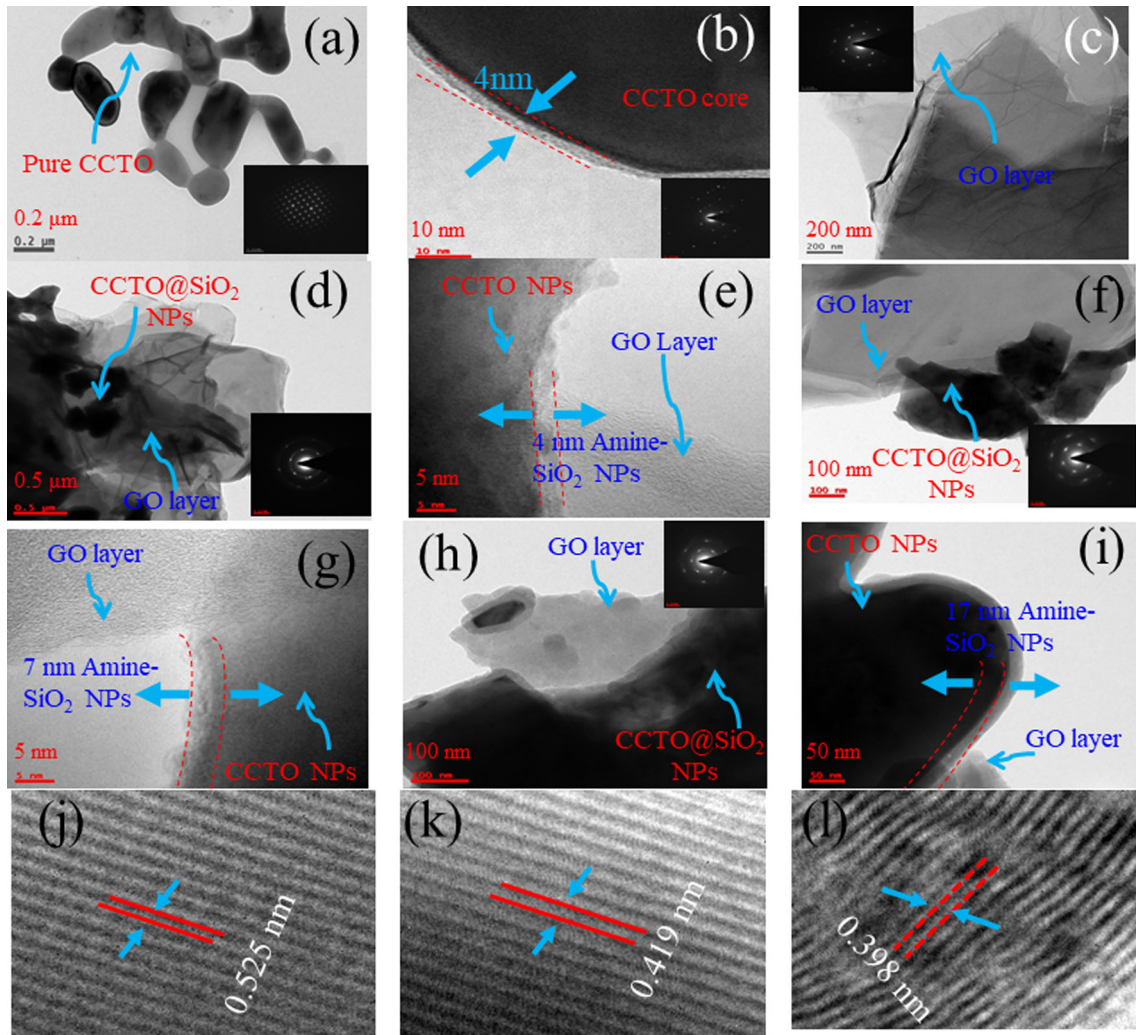 (a)
Pure CCTO
0.2 μm
0.2 μm
(b)
4nm
CCTO core
10 nm
10 nm
(c)
GO layer
200 nm
200 nm
CCTO@SiO₂
NPs
(d)
0.5 μm
0.5 μm
GO layer
CCTO NPs
(e)
GO Layer
4 nm Amine-
SiO₂ NPs
5 nm
5 nm
GO layer
(f)
100 nm
100 nm
CCTO@SiO₂
NPs
GO layer
(g)
7 nm Amine-
SiO₂ NPs
5 nm
5 nm
CCTO NPs
(h)
GO layer
100 nm
100 nm
CCTO@SiO₂
NPs
CCTO NPs
(i)
17 nm Amine-
SiO₂ NPs
50 nm
50 nm
GO layer
(j)
0.525 nm
(k)
0.419 nm
(l)
0.398 nm